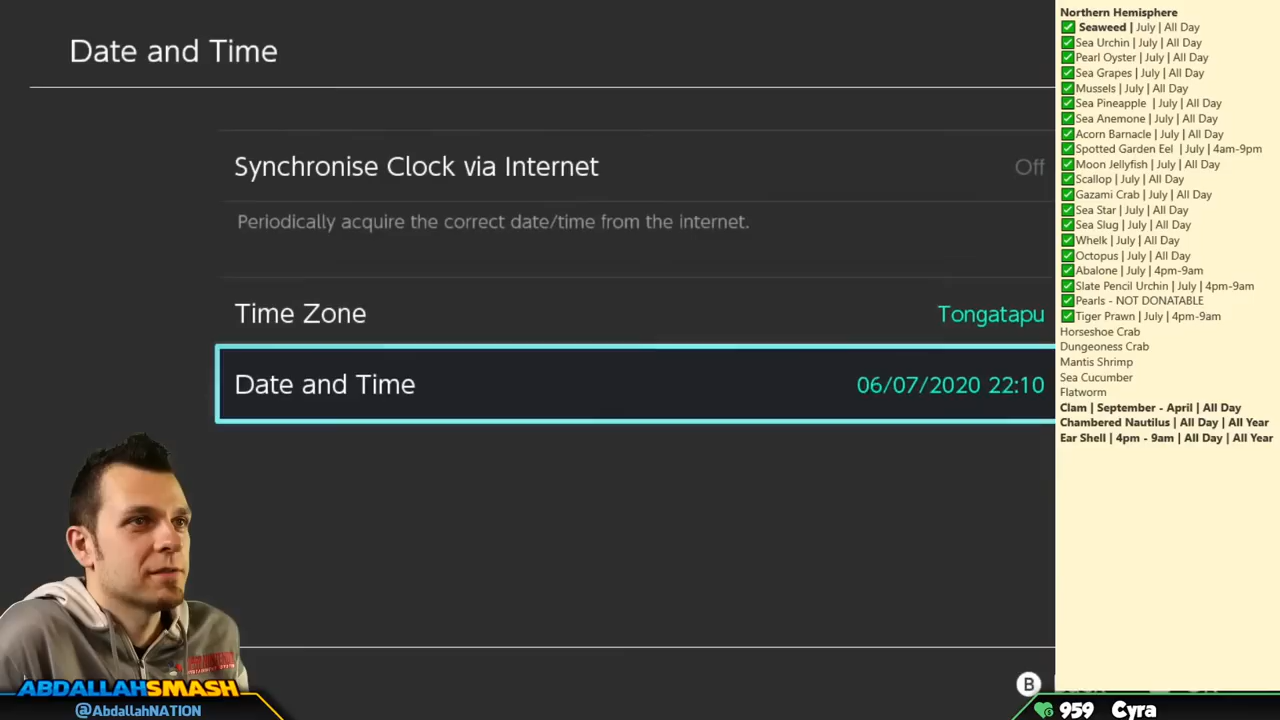 Date and Time
Synchronise Clock via Internet Off
Periodically acquire the correct date/time from the internet.
Time Zone Tongatapu
Date and Time 06/07/2020 22:10
B
Northern Hemisphere
Seaweed | July | All Day
Sea Urchin | July | All Day
Pearl Oyster | July | All Day
Sea Grapes | July | All Day
Mussels | July | All Day
Sea Pineapple | July | All Day
Sea Anemone | July | All Day
Acorn Barnacle | July | All Day
Spotted Garden Eel | July | 4am-9pm
Moon Jellyfish | July | All Day
Scallop | July | All Day
Gazami Crab | July | All Day
Sea Star | July | All Day
Sea Slug | July | All Day
Whelk | July | All Day
Octopus | July | All Day
Abalone | July | 4pm-9am
Slate Pencil Urchin | July | 4pm-9am
Pearls - NOT DONATABLE
Tiger Prawn | July | 4pm-9am
Horseshoe Crab
Dungeoness Crab
Mantis Shrimp
Sea Cucumber
Flatworm
Clam | September - April | All Day
Chambered Nautilus | All Day | All Year
Ear Shell | 4pm - 9am | All Day | All Year
ABDALLAHSMASH
@AbdallahNATION
959 Cyra